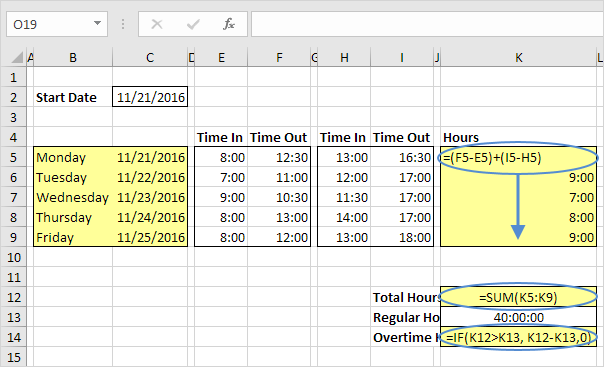 O19 fx
A B C D E F G H I J K L
1
2 Start Date 11/21/2016
3
4 Time In Time Out Time In Time Out Hours
5 Monday 11/21/2016 8:00 12:30 13:00 16:30 =(F5-E5)+(I5-H5)
6 Tuesday 11/22/2016 7:00 11:00 12:00 17:00 9:00
7 Wednesday 11/23/2016 9:00 10:30 11:30 17:00 7:00
8 Thursday 11/24/2016 8:00 13:00 14:00 17:00 8:00
9 Friday 11/25/2016 8:00 12:00 13:00 18:00 9:00
10
11
12 Total Hours =SUM(K5:K9)
13 Regular Ho 40:00:00
14 Overtime H =IF(K12>K13, K12-K13,0)
15